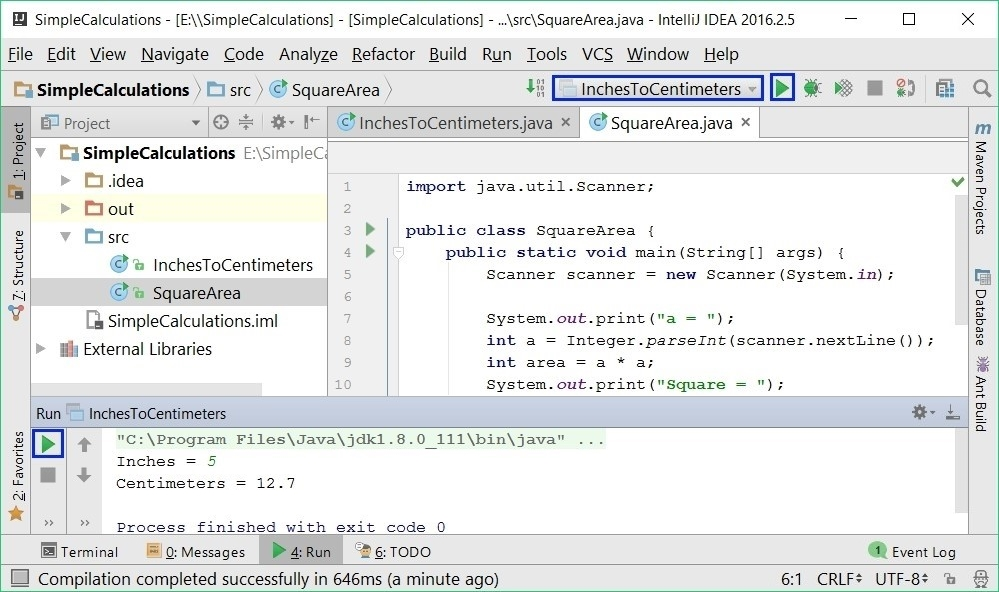 SimpleCalculations - [E:\\SimpleCalculations] - [SimpleCalculations] - ...\src\SquareArea.java - IntelliJ IDEA 2016.2.5
File Edit View Navigate Code Analyze Refactor Build Run Tools VCS Window Help
SimpleCalculations src SquareArea InchesToCentimeters
Project InchesToCentimeters.java SquareArea.java
1: Project
Z: Structure
2: Favorites
SimpleCalculations E:\SimpleCa
.idea
out
src
InchesToCentimeters
SquareArea
SimpleCalculations.iml
External Libraries
1 import java.util.Scanner;
2
3 public class SquareArea {
4 public static void main(String[] args) {
5 Scanner scanner = new Scanner(System.in);
6
7 System.out.print("a = ");
8 int a = Integer.parseInt(scanner.nextLine());
9 int area = a * a;
10 System.out.print("Square = ");
Maven Projects
Database
Ant Build
Run InchesToCentimeters
"C:\Program Files\Java\jdk1.8.0_111\bin\java" ...
Inches = 5
Centimeters = 12.7
Process finished with exit code 0
Terminal 0: Messages 4: Run 6: TODO 1 Event Log
Compilation completed successfully in 646ms (a minute ago) 6:1 CRLF UTF-8